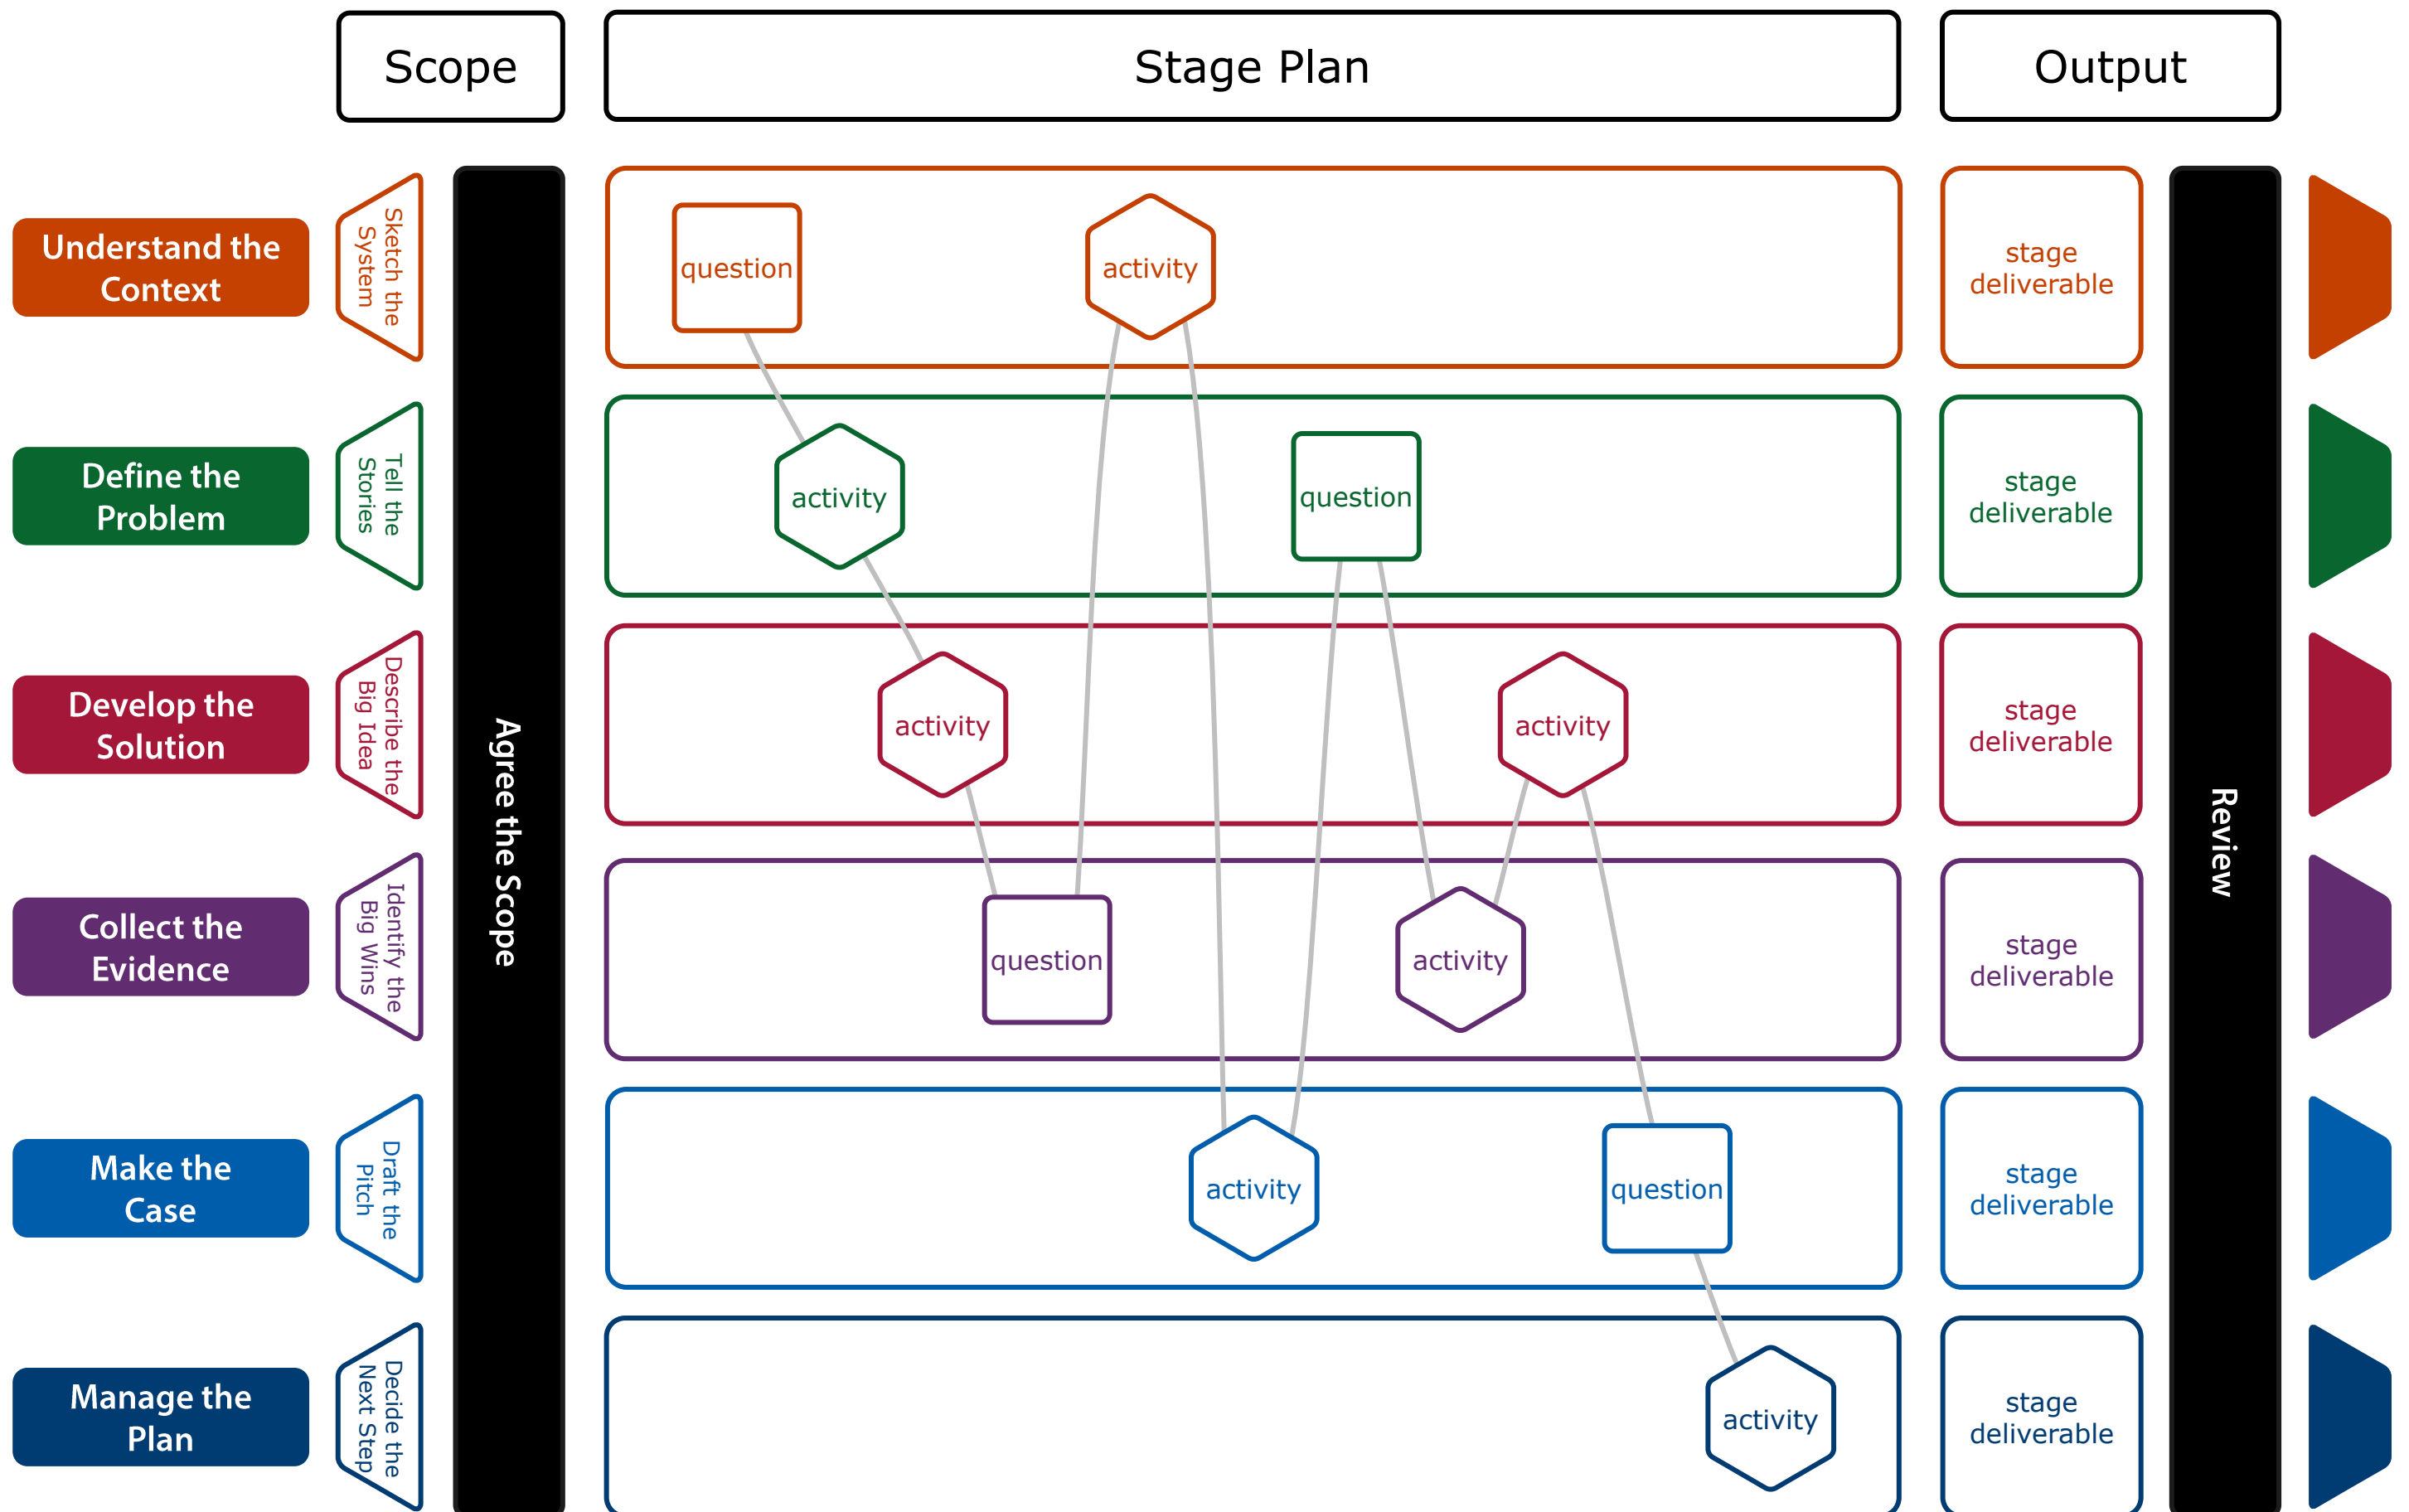 Scope
Stage Plan
Output
Understand the
Context
Sketch the
System
question
activity
stage
deliverable
Define the
Problem
Tell the
Stories
activity
question
stage
deliverable
Develop the
Solution
Describe the
Big Idea
activity
activity
stage
deliverable
Agree the Scope
Review
Collect the
Evidence
Identify the
Big Wins
question
activity
stage
deliverable
Make the
Case
Draft the
Pitch
activity
question
stage
deliverable
Manage the
Plan
Decide the
Next Step
activity
stage
deliverable